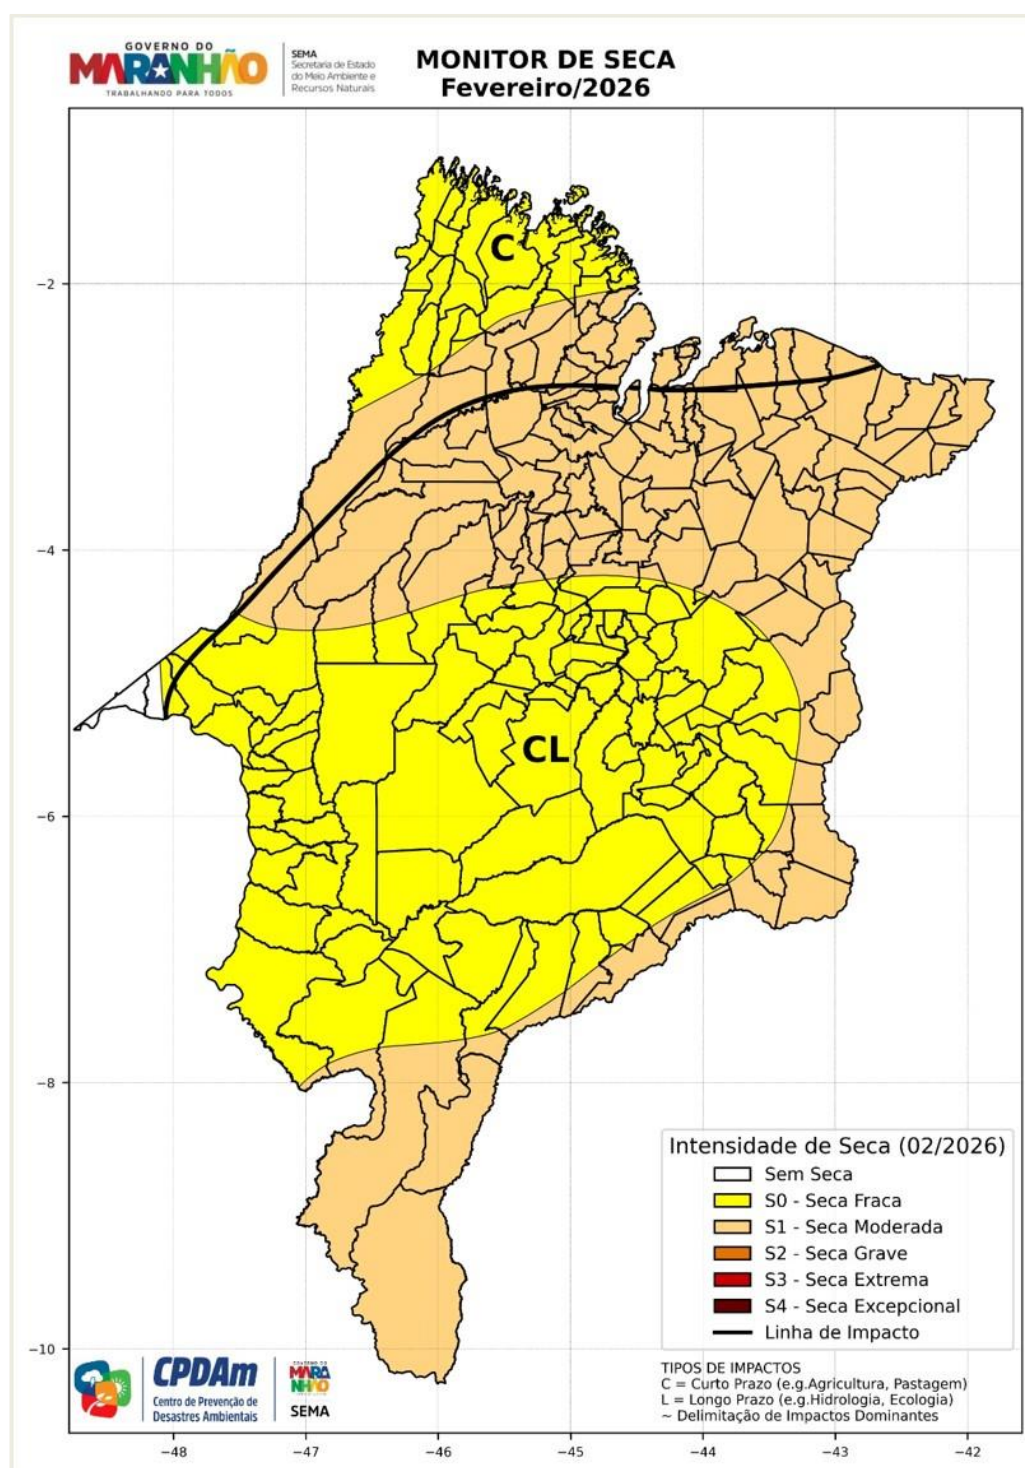 GOVERNO DO
MARANHÃO
TRABALHANDO PARA TODOS
SEMA
Secretaria de Estado
do Meio Ambiente e
Recursos Naturais
MONITOR DE SECA
Fevereiro/2026
C
CL
−2
−4
−6
−8
−10
−48
−47
−46
−45
−44
−43
−42
Intensidade de Seca (02/2026)
Sem Seca
S0 - Seca Fraca
S1 - Seca Moderada
S2 - Seca Grave
S3 - Seca Extrema
S4 - Seca Excepcional
Linha de Impacto
TIPOS DE IMPACTOS
C = Curto Prazo (e.g.Agricultura, Pastagem)
L = Longo Prazo (e.g.Hidrologia, Ecologia)
~ Delimitação de Impactos Dominantes
CPDAm
Centro de Prevenção de
Desastres Ambientais
GOVERNO DO
MARA
NHÃO
SEMA